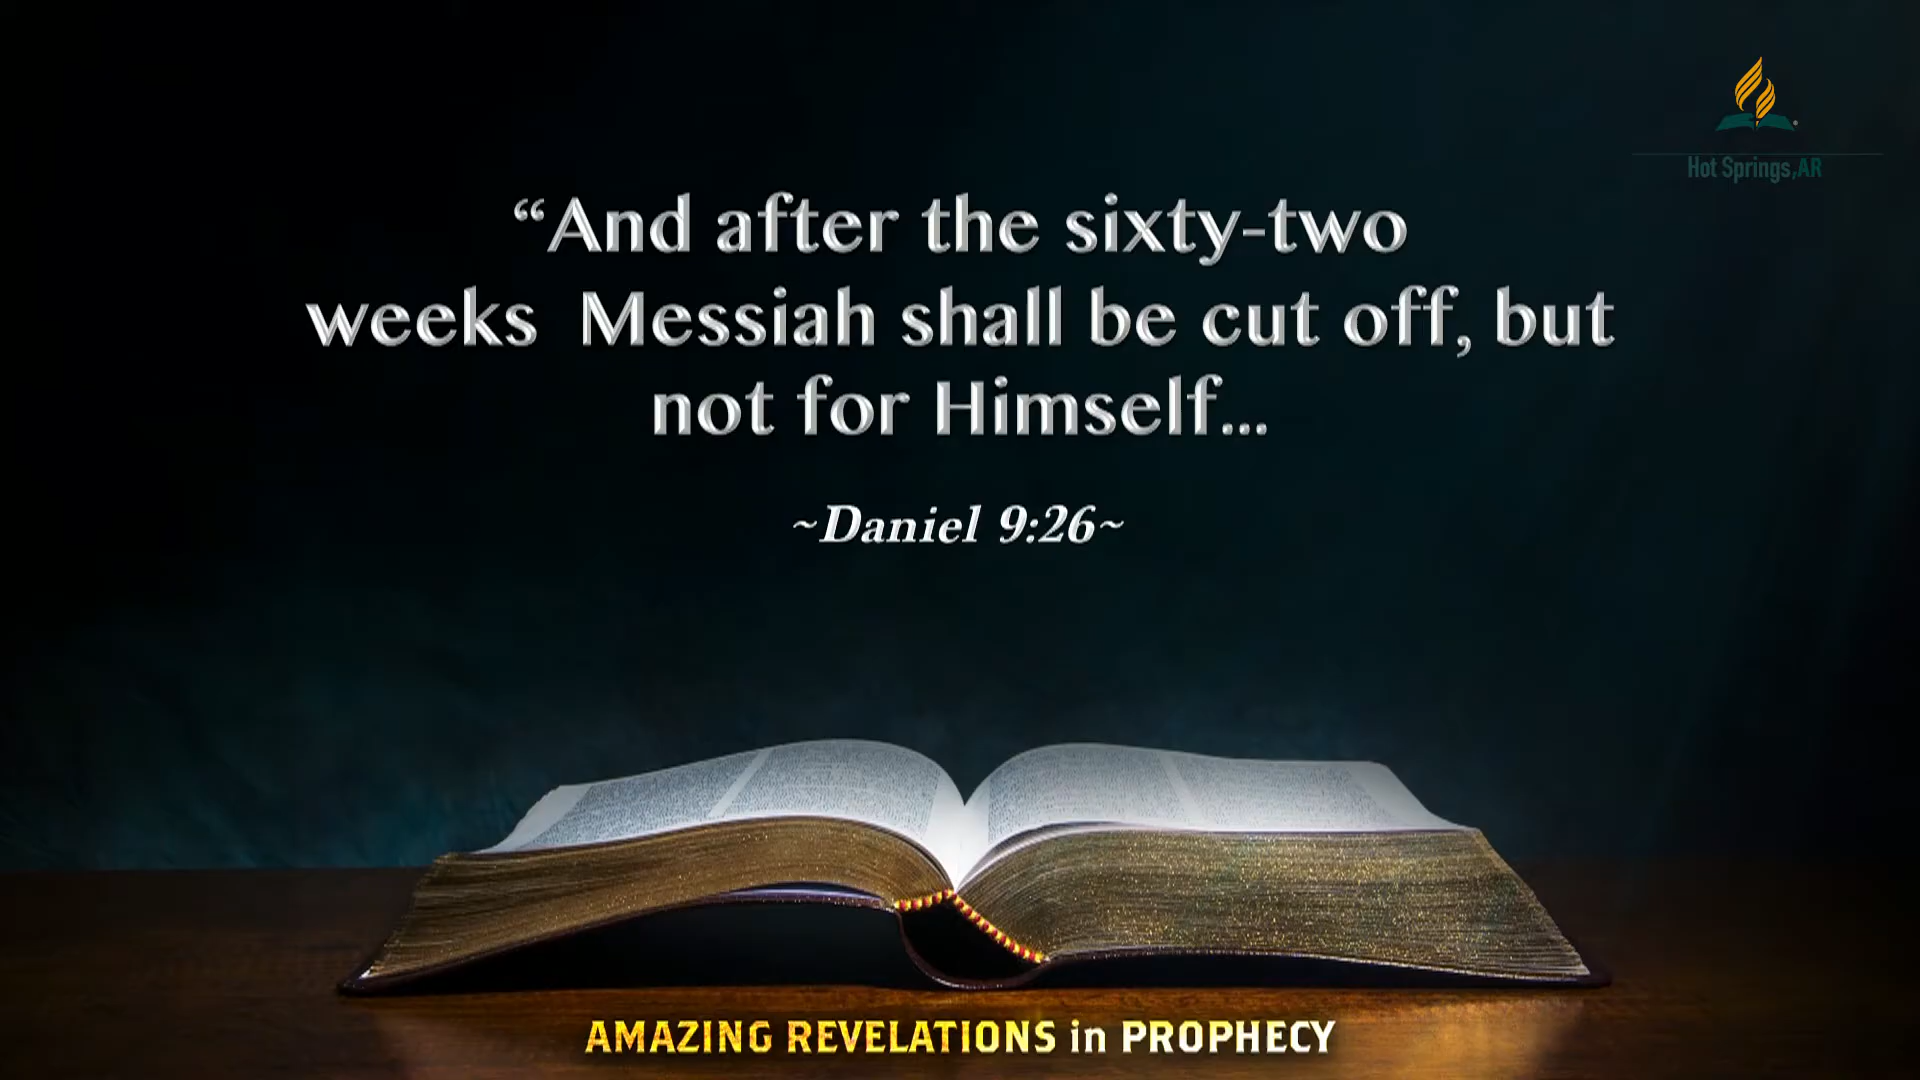 Hot Springs, AR
“And after the sixty-two
weeks  Messiah shall be cut off, but
not for Himself...
~Daniel 9:26~
AMAZING REVELATIONS in PROPHECY